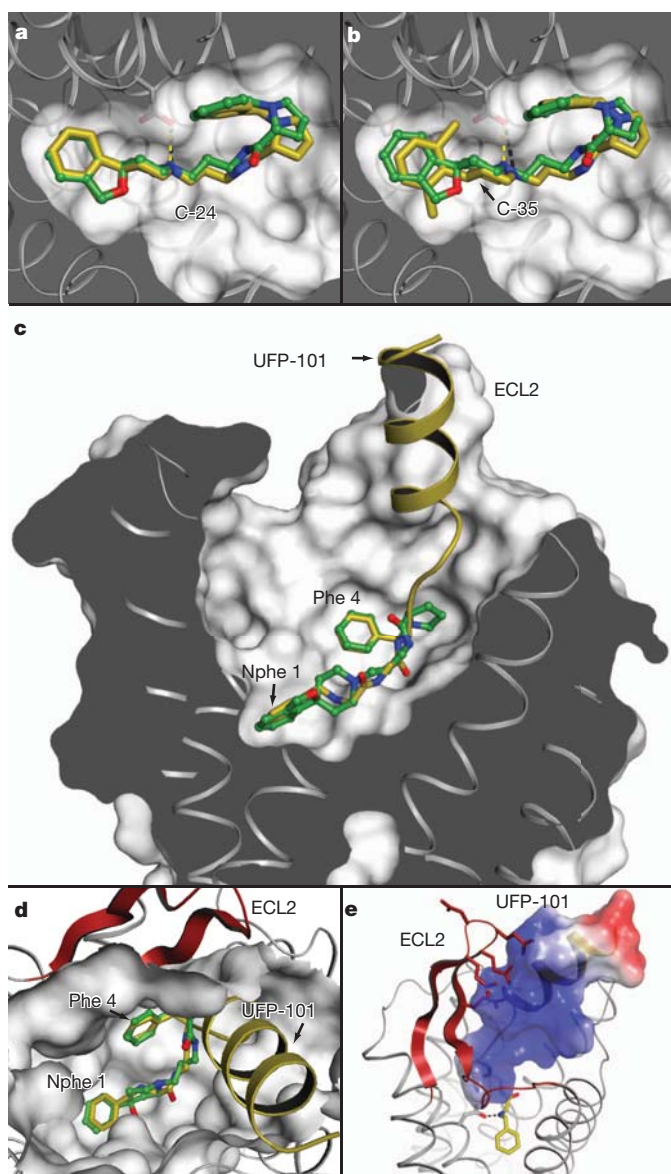 a
b
C-24
C-35
c
UFP-101
ECL2
Phe 4
Nphe 1
d
ECL2
Phe 4
UFP-101
Nphe 1
e
UFP-101
ECL2